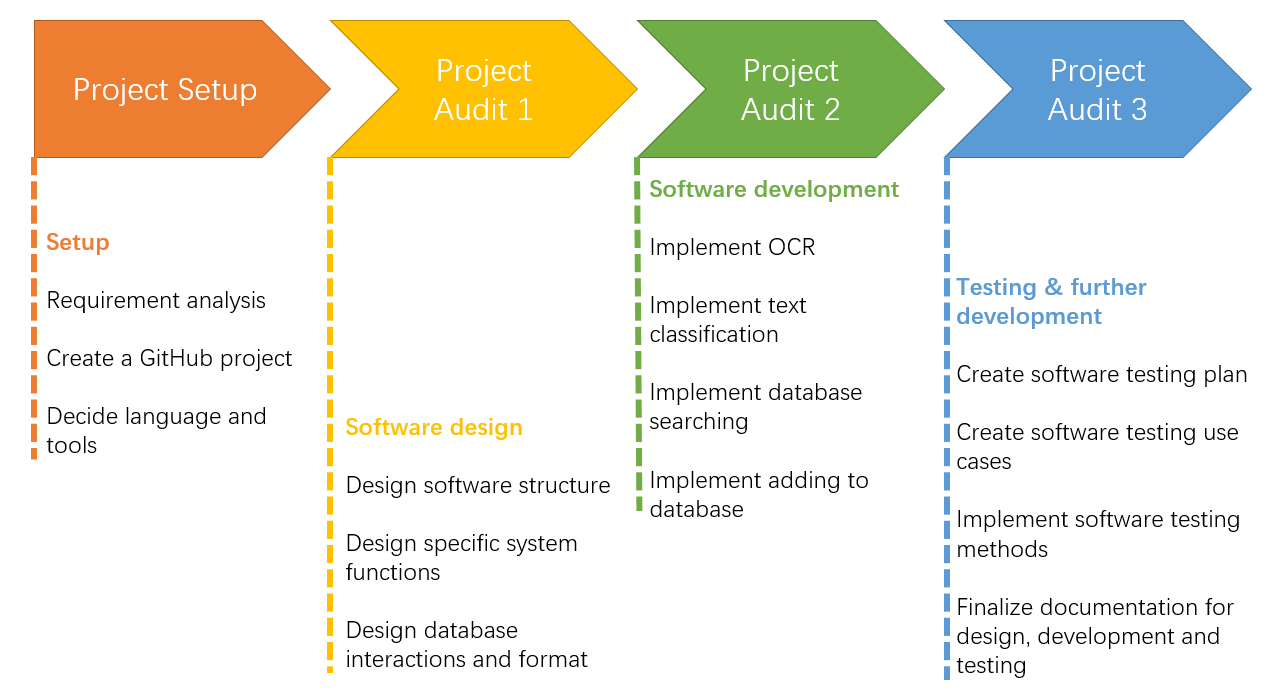 Project Setup
Project
Audit 1
Project
Audit 2
Project
Audit 3
Setup
Requirement analysis
Create a GitHub project
Decide language and
tools
Software design
Design software structure
Design specific system
functions
Design database
interactions and format
Software development
Implement OCR
Implement text
classification
Implement database
searching
Implement adding to
database
Testing & further
development
Create software testing plan
Create software testing use
cases
Implement software testing
methods
Finalize documentation for
design, development and
testing